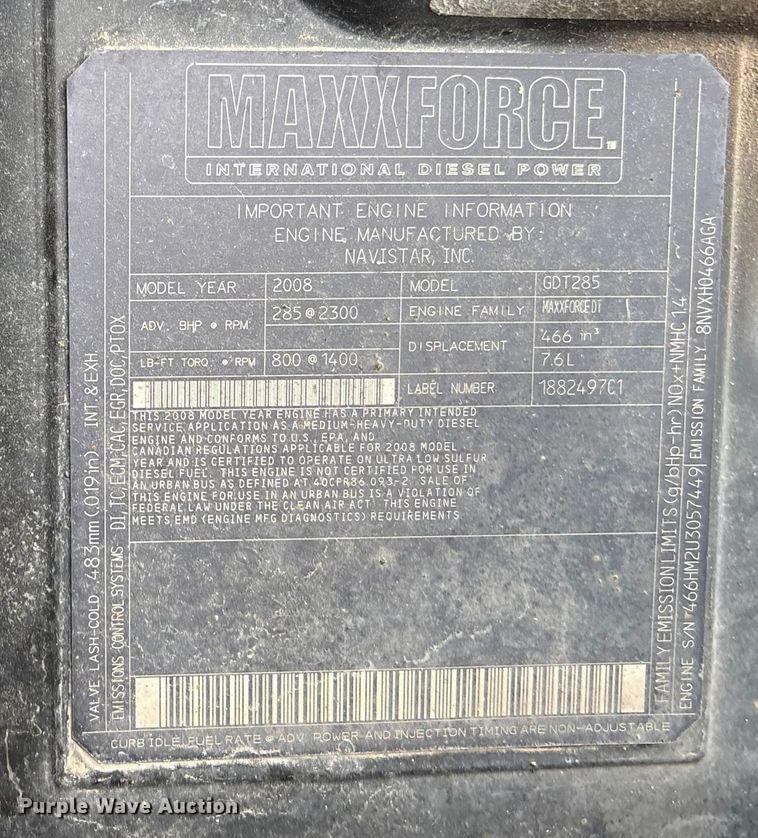 MAXXFORCE
INTERNATIONAL DIESEL POWER
IMPORTANT ENGINE INFORMATION
ENGINE MANUFACTURED BY:
NAVISTAR, INC.
MODEL YEAR 2008 MODEL GDT285
ADV. BHP @ RPM 285@2300 ENGINE FAMILY MAXXFORCE DT
DISPLACEMENT 466 in³
LB-FT TORQ. @ RPM 800@1400 7.6L
LABEL NUMBER 1882497C1
THIS 2008 MODEL YEAR ENGINE HAS A PRIMARY INTENDED
SERVICE APPLICATION AS A MEDIUM-HEAVY-DUTY DIESEL
ENGINE AND CONFORMS TO U.S., EPA, AND
CANADIAN REGULATIONS APPLICABLE FOR 2008 MODEL
YEAR AND IS CERTIFIED TO OPERATE ON ULTRA LOW SULFUR
DIESEL FUEL. THIS ENGINE IS NOT CERTIFIED FOR USE IN
AN URBAN BUS AS DEFINED AT 40CFR86.093-2. SALE OF
THIS ENGINE FOR USE IN AN URBAN BUS IS A VIOLATION OF
FEDERAL LAW UNDER THE CLEAN AIR ACT. THIS ENGINE
MEETS EMD (ENGINE MFG DIAGNOSTICS) REQUIREMENTS.
VALVE LASH-COLD .483mm (.019in) INT. & EXH.
EMISSIONS CONTROL SYSTEMS DI,TC,ECM,CAC,EGR,DOC,PTOX
FAMILY EMISSION LIMITS (g/bHp-hr) NOx+NMHC 1.4
ENGINE S/N 466HM2U3057449 EMISSION FAMILY 8NVXH0466AGA
CURB IDLE, FUEL RATE @ ADV. POWER AND INJECTION TIMING ARE NON-ADJUSTABLE
Purple Wave Auction